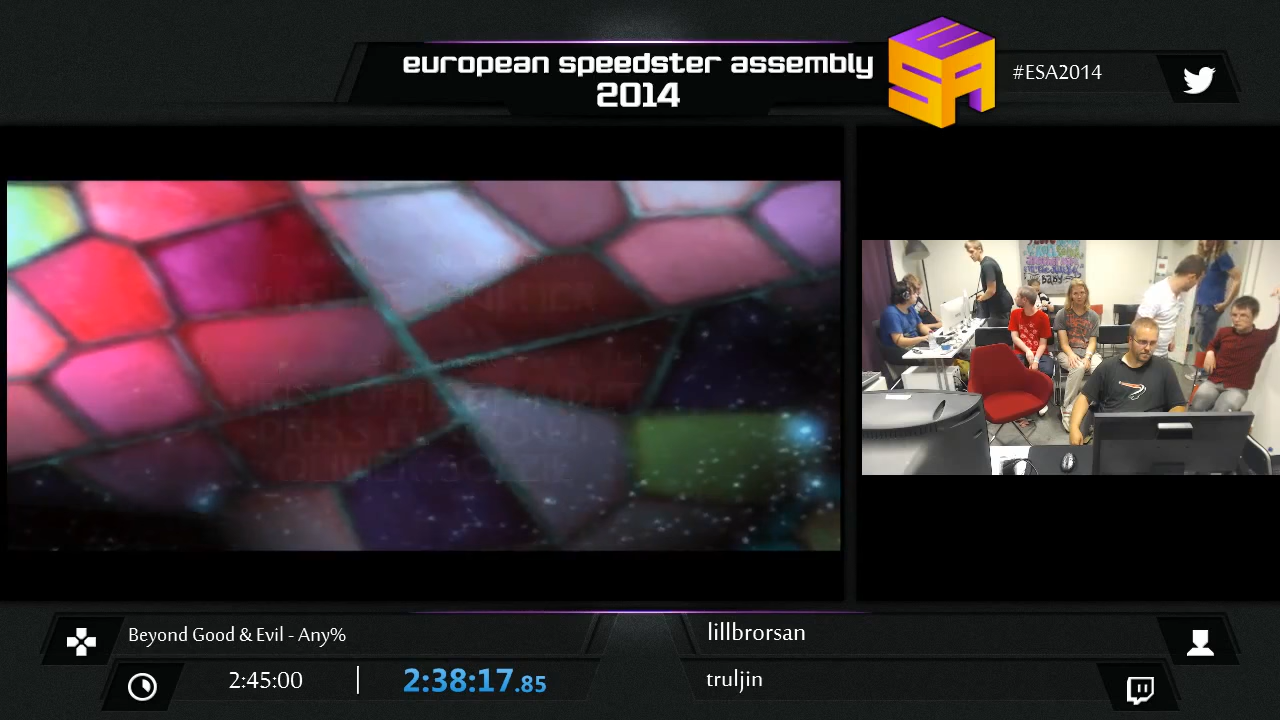 european speedster assembly
2014
#ESA2014
Beyond Good & Evil - Any%
2:45:00
2:38:17.85
lillbrorsan
truljin